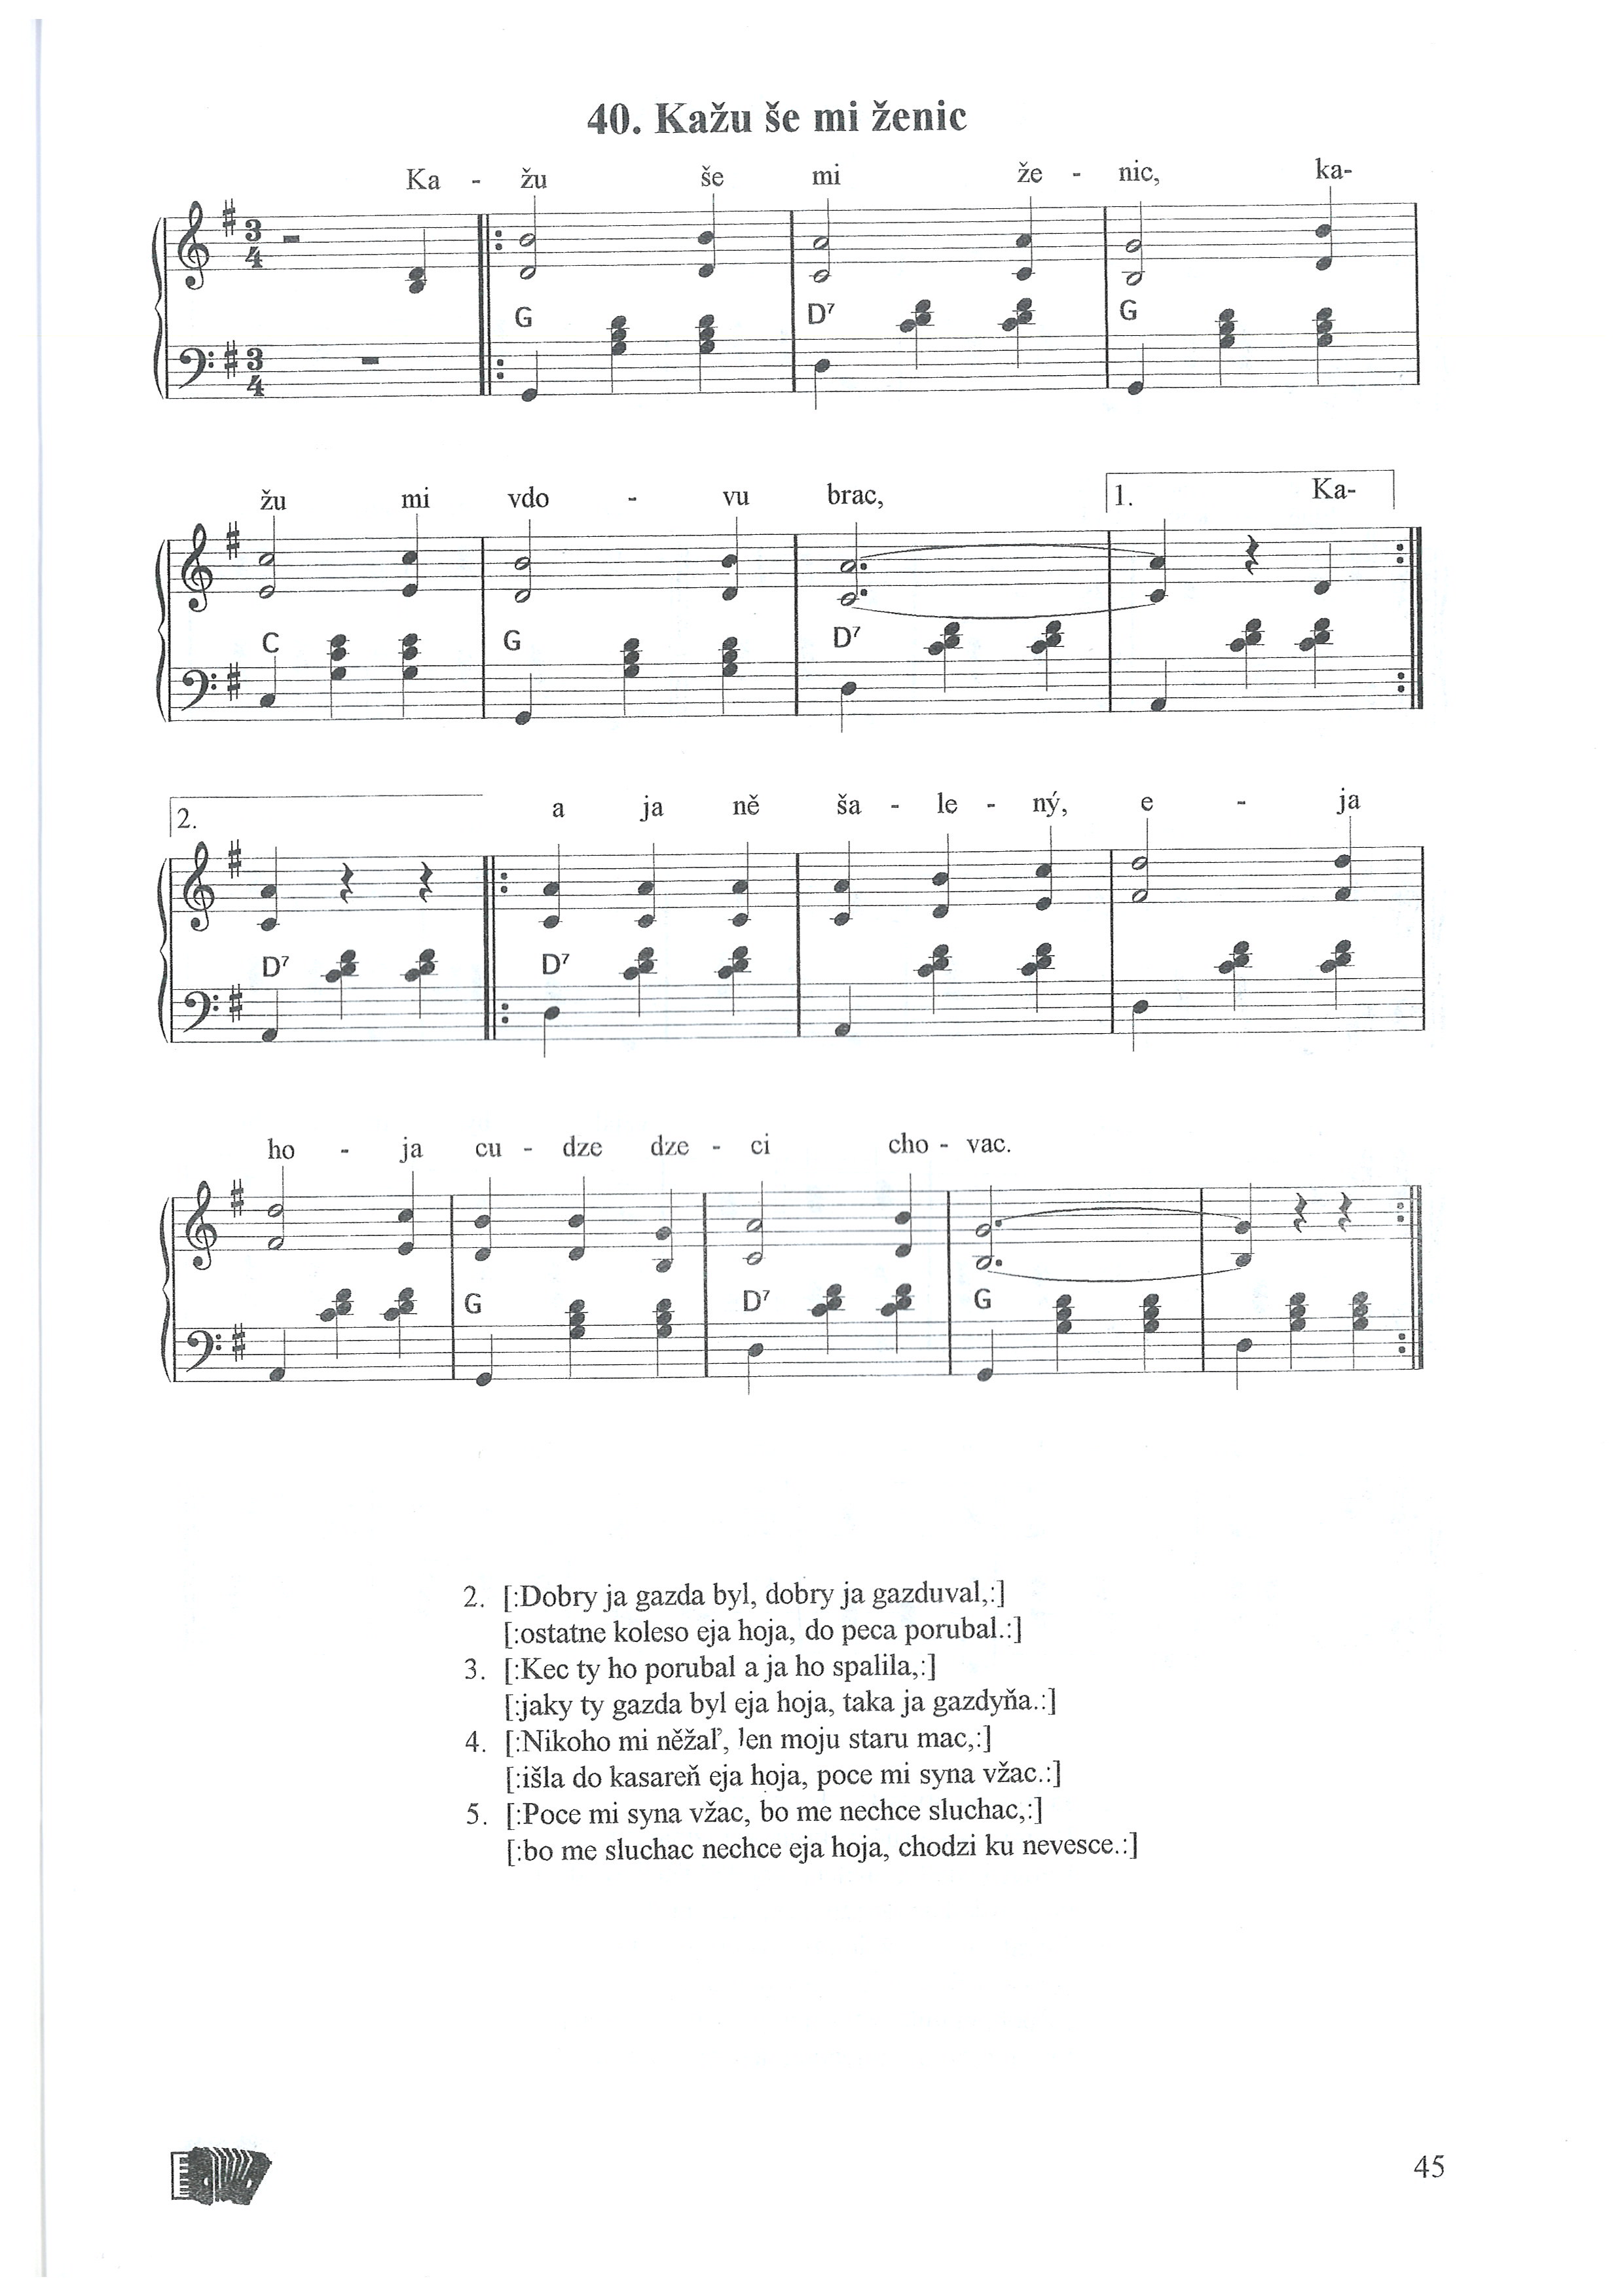 40. Kažu še mi ženic
Ka - žu še mi že - nic, ka-
3 4
G D7 G
3 4
žu mi vdo - vu brac, 1. Ka-
C G D7
2. a ja ně ša - le - ný, e - ja
D7 D7
ho - ja cu - dze dze - ci cho - vac.
G D7 G
2. [:Dobry ja gazda byl, dobry ja gazduval,:]
[:ostatne koleso eja hoja, do peca porubal.:]
3. [:Kec ty ho porubal a ja ho spalila,:]
[:jaky ty gazda byl eja hoja, taka ja gazdyňa.:]
4. [:Nikoho mi něžaľ, len moju staru mac,:]
[:išla do kasareň eja hoja, poce mi syna vžac.:]
5. [:Poce mi syna vžac, bo me nechce sluchac,:]
[:bo me sluchac nechce eja hoja, chodzi ku nevesce.:]
45